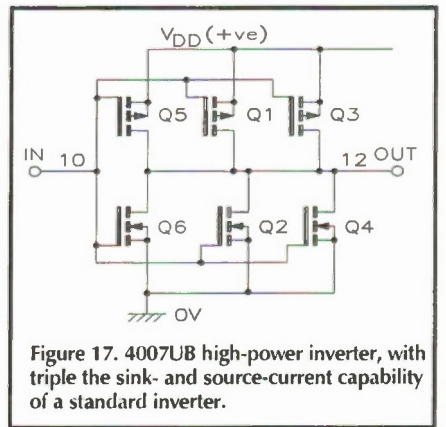 VDD (+ve)
Q5 Q1 Q3
IN 10 12 OUT
Q6 Q2 Q4
0V
Figure 17. 4007UB high-power inverter, with
triple the sink- and source-current capability
of a standard inverter.